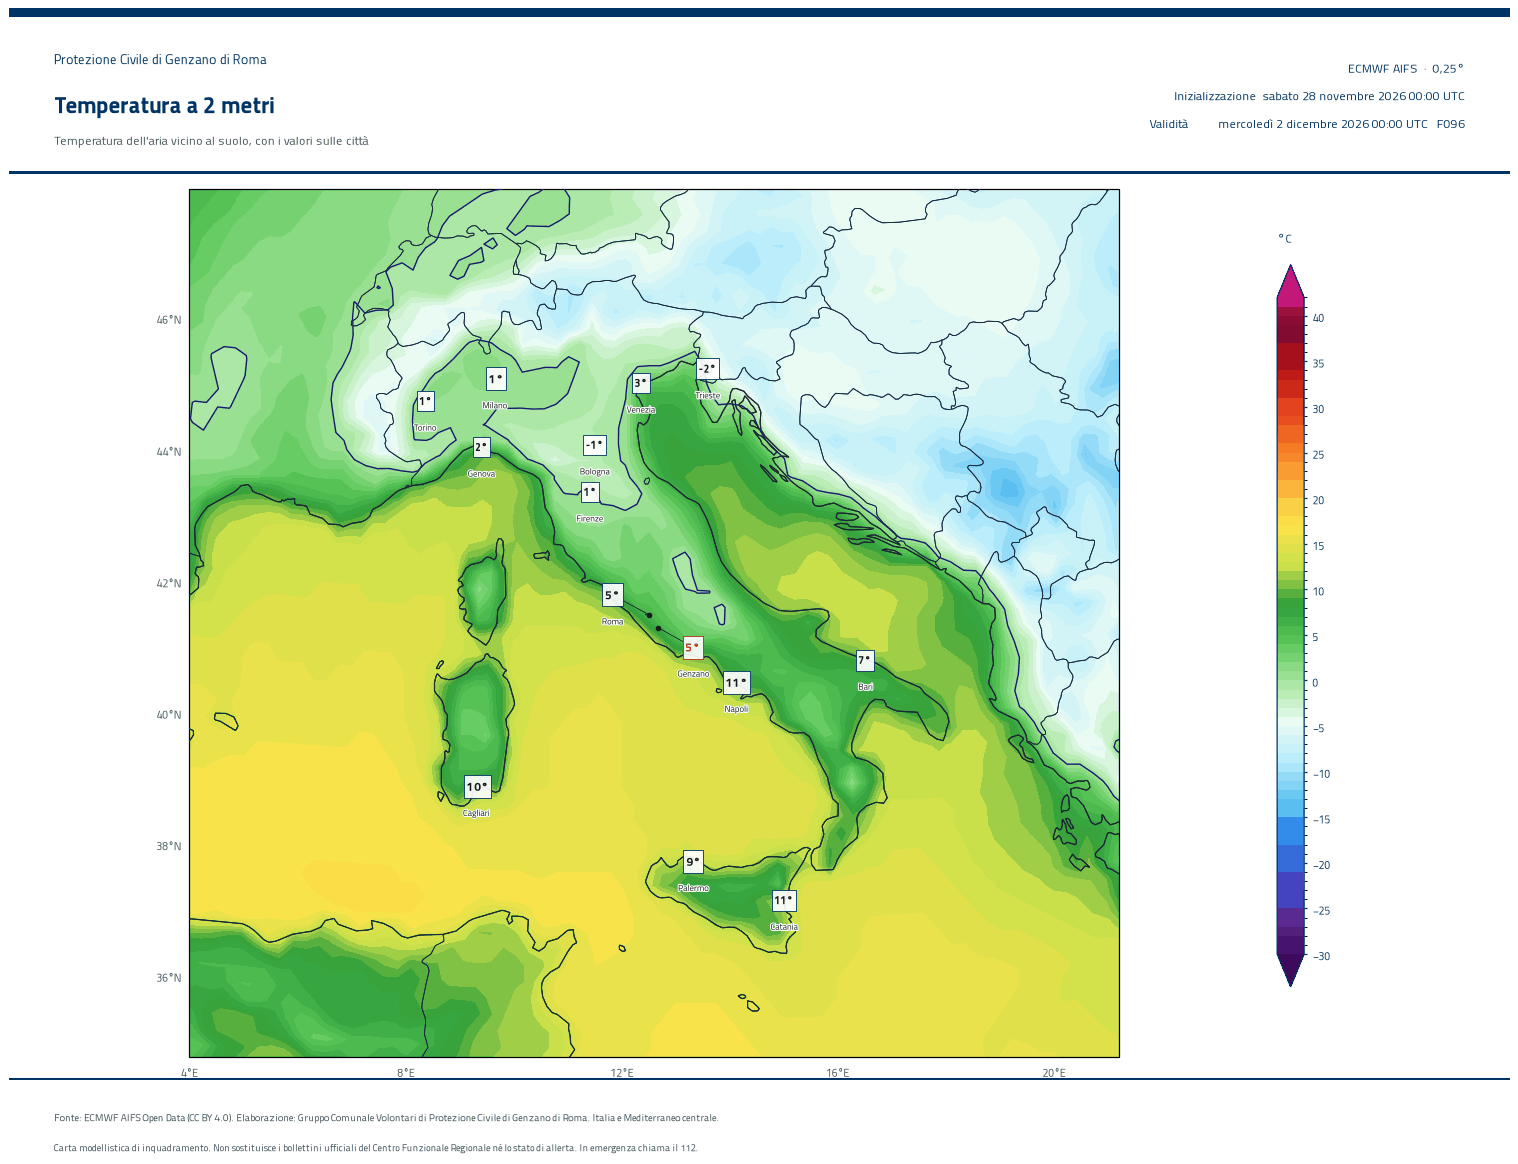 Protezione Civile di Genzano di Roma
Temperatura a 2 metri
Temperatura dell'aria vicino al suolo, con i valori sulle città
ECMWF AIFS · 0,25°
Inizializzazione sabato 28 novembre 2026 00:00 UTC
Validità mercoledì 2 dicembre 2026 00:00 UTC F096
°C
46°N
44°N
42°N
40°N
38°N
36°N
4°E
8°E
12°E
16°E
20°E
1°
Milano
1°
Torino
2°
Genova
3°
Venezia
-2°
Trieste
-1°
Bologna
1°
Firenze
5°
Roma
5°
Genzano
11°
Napoli
7°
Bari
10°
Cagliari
9°
Palermo
11°
Catania
40
35
30
25
20
15
10
5
0
−5
−10
−15
−20
−25
−30
Fonte: ECMWF AIFS Open Data (CC BY 4.0). Elaborazione: Gruppo Comunale Volontari di Protezione Civile di Genzano di Roma. Italia e Mediterraneo centrale.
Carta modellistica di inquadramento. Non sostituisce i bollettini ufficiali del Centro Funzionale Regionale né lo stato di allerta. In emergenza chiama il 112.